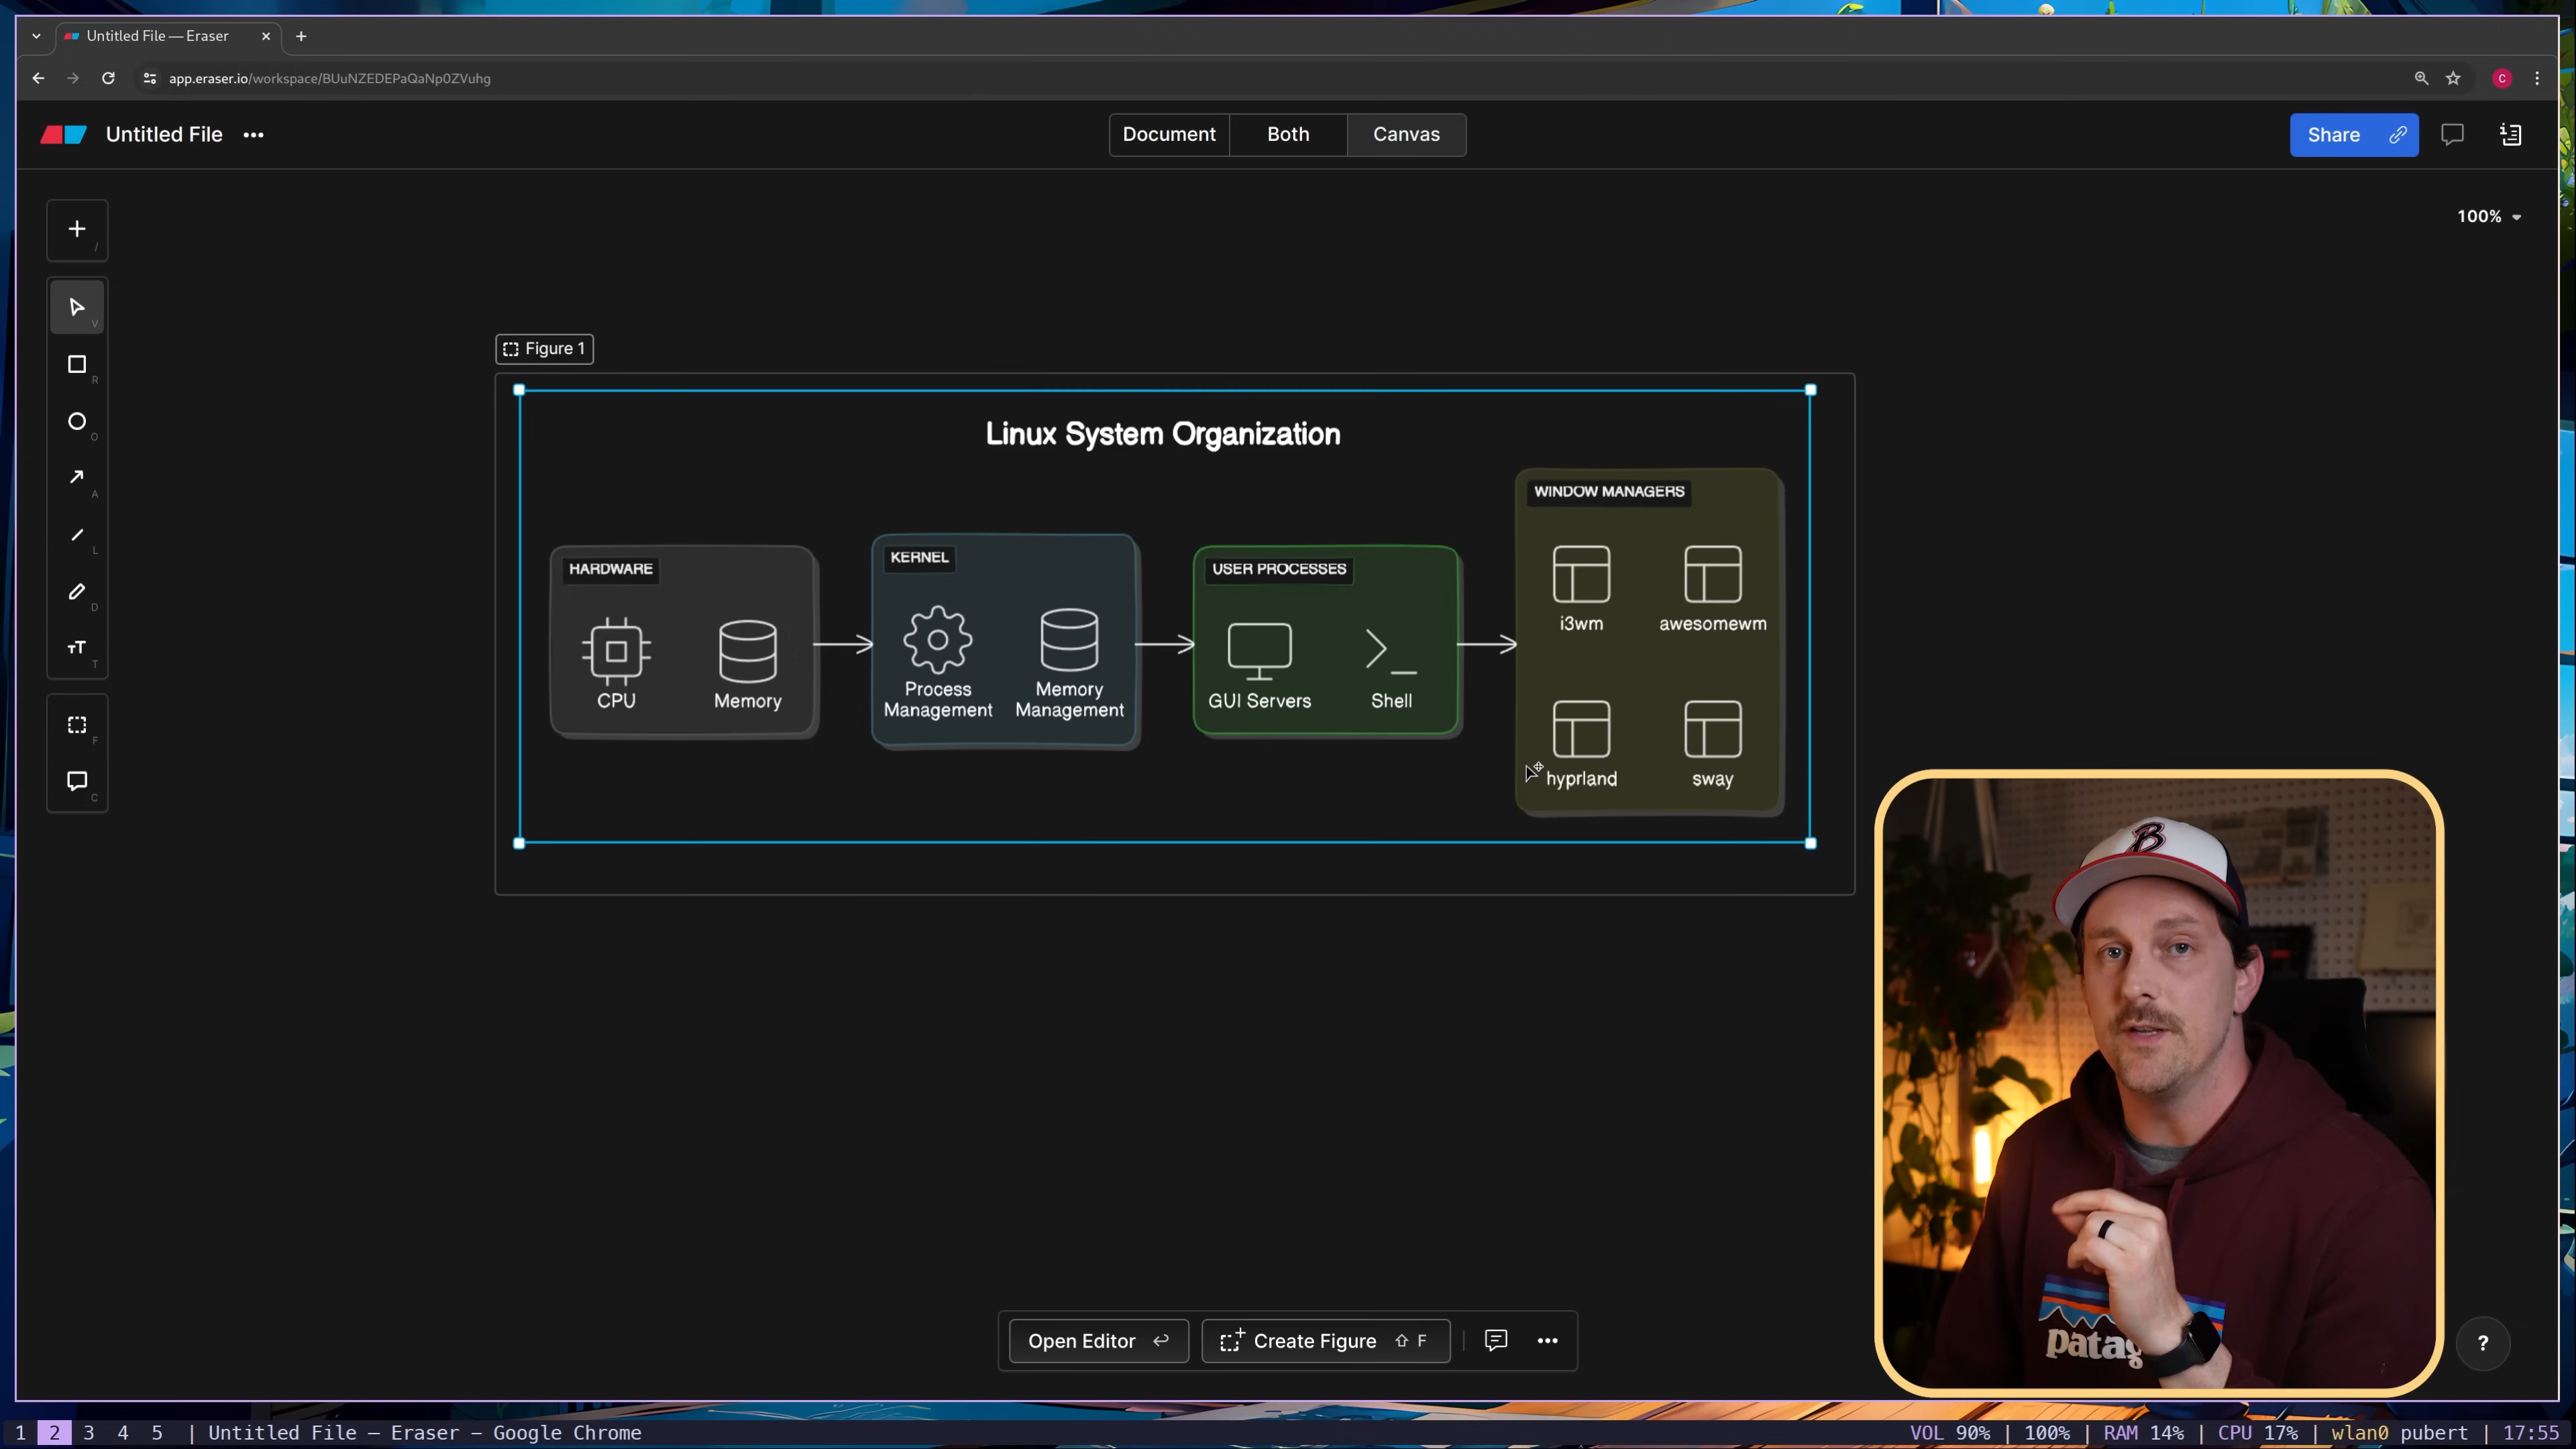 Untitled File — Eraser
app.eraser.io/workspace/BUuNZEDEPaQaNp0ZVuhg
C
Untitled File
Document
Both
Canvas
Share
100%
/
V
R
O
A
L
D
T
F
C
Figure 1
Linux System Organization
HARDWARE
CPU
Memory
KERNEL
Process
Management
Memory
Management
USER PROCESSES
GUI Servers
Shell
WINDOW MANAGERS
i3wm
awesomewm
hyprland
sway
B
patag
Open Editor
Create Figure
F
?
1 2 3 4 5 | Untitled File — Eraser — Google Chrome
VOL 90% | 100% | RAM 14% | CPU 17% | wlan0 pubert | 17:55